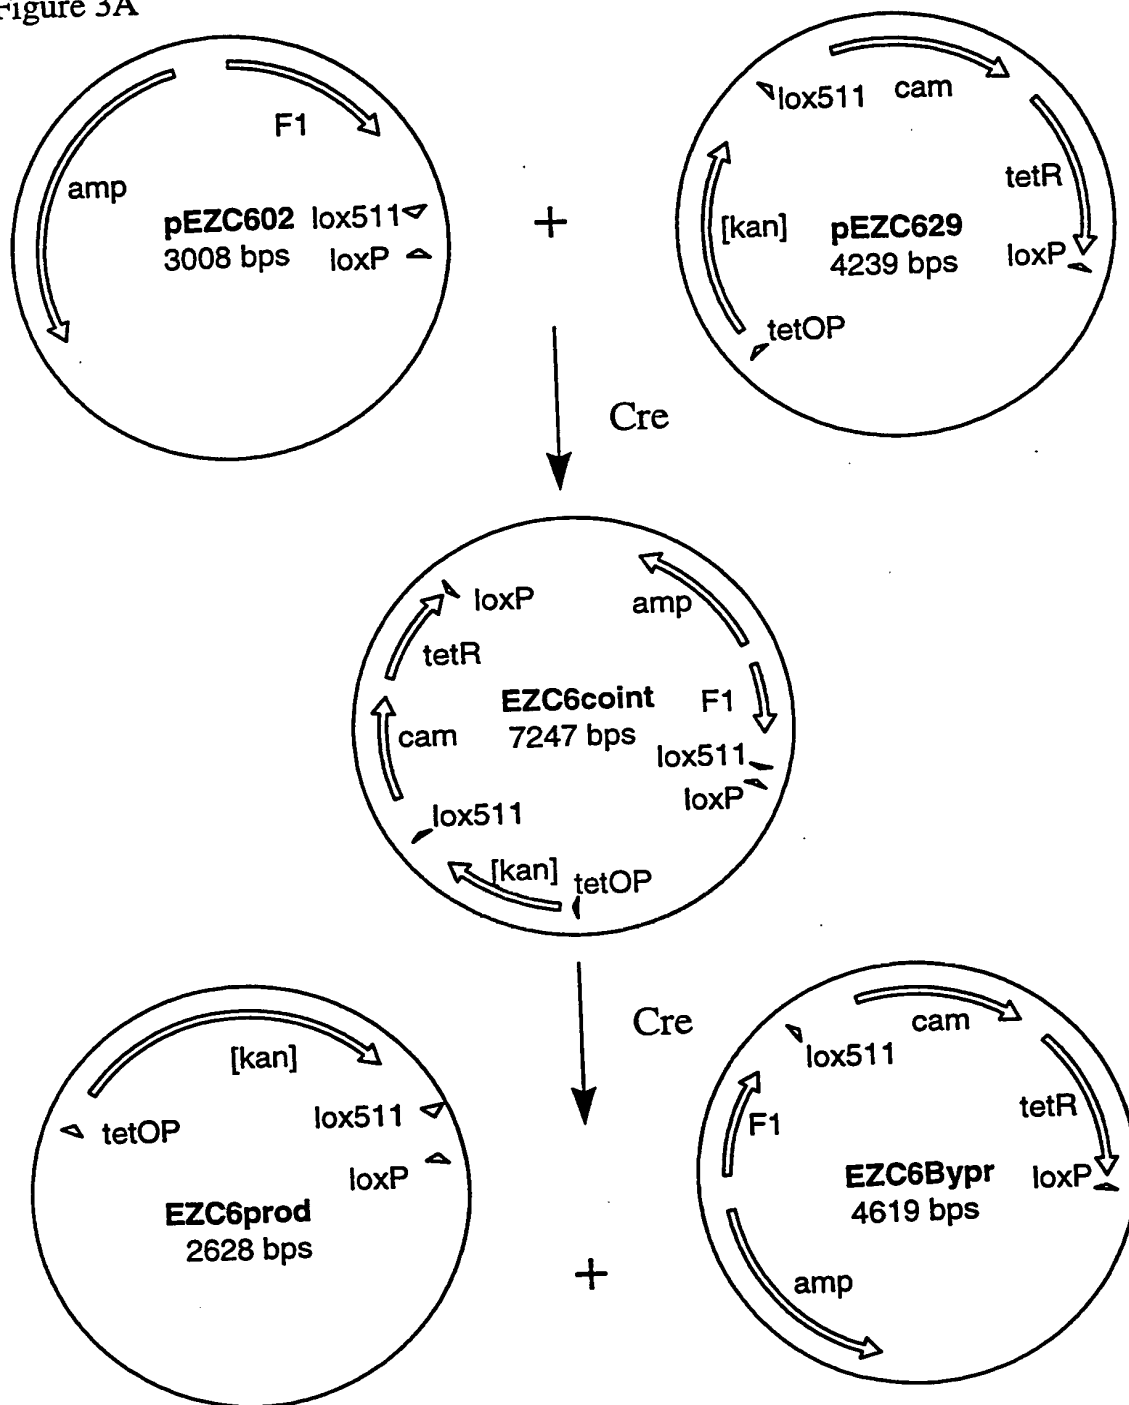 Figure 3A
amp
F1
pEZC602
3008 bps
lox511
loxP
+
lox511
cam
tetR
[kan]
pEZC629
4239 bps
loxP
tetOP
Cre
loxP
amp
tetR
EZC6coint
7247 bps
F1
cam
lox511
loxP
lox511
[kan]
tetOP
Cre
[kan]
tetOP
lox511
loxP
EZC6prod
2628 bps
+
cam
lox511
F1
tetR
EZC6Bypr
4619 bps
loxP
amp